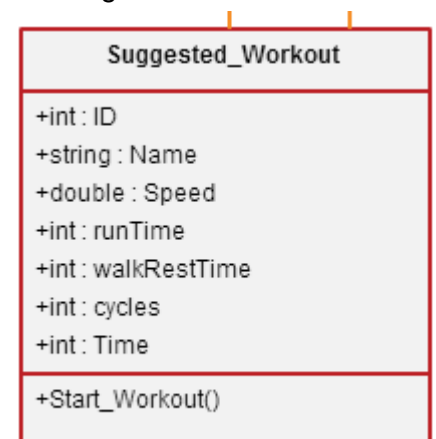 Suggested_Workout
+int : ID
+string : Name
+double : Speed
+int : runTime
+int : walkRestTime
+int : cycles
+int : Time
+Start_Workout()